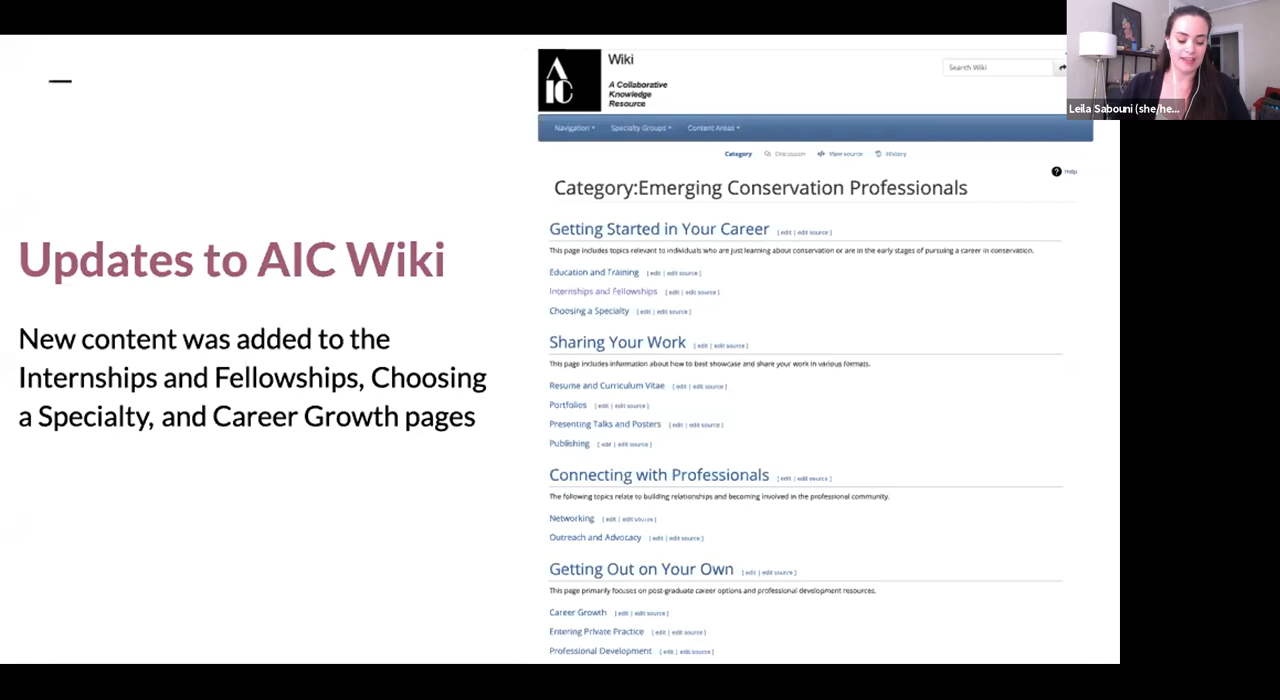 Updates to AIC Wiki
New content was added to the
Internships and Fellowships, Choosing
a Specialty, and Career Growth pages
AIC
Wiki
A Collaborative
Knowledge
Resource
Search Wiki
Navigation
Specialty Groups
Content Areas
Category
Discussion
View source
History
Help
Category:Emerging Conservation Professionals
Getting Started in Your Career [ edit | edit source ]
This page includes topics relevant to individuals who are just learning about conservation or are in the early stages of pursuing a career in conservation.
Education and Training [ edit | edit source ]
Internships and Fellowships [ edit | edit source ]
Choosing a Specialty [ edit | edit source ]
Sharing Your Work [ edit | edit source ]
This page includes information about how to best showcase and share your work in various formats.
Resume and Curriculum Vitae [ edit | edit source ]
Portfolios [ edit | edit source ]
Presenting Talks and Posters [ edit | edit source ]
Publishing [ edit | edit source ]
Connecting with Professionals [ edit | edit source ]
The following topics relate to building relationships and becoming involved in the professional community.
Networking [ edit | edit source ]
Outreach and Advocacy [ edit | edit source ]
Getting Out on Your Own [ edit | edit source ]
This page primarily focuses on post-graduate career options and professional development resources.
Career Growth [ edit | edit source ]
Entering Private Practice [ edit | edit source ]
Professional Development [ edit | edit source ]
Leila Sabouni (she/he...